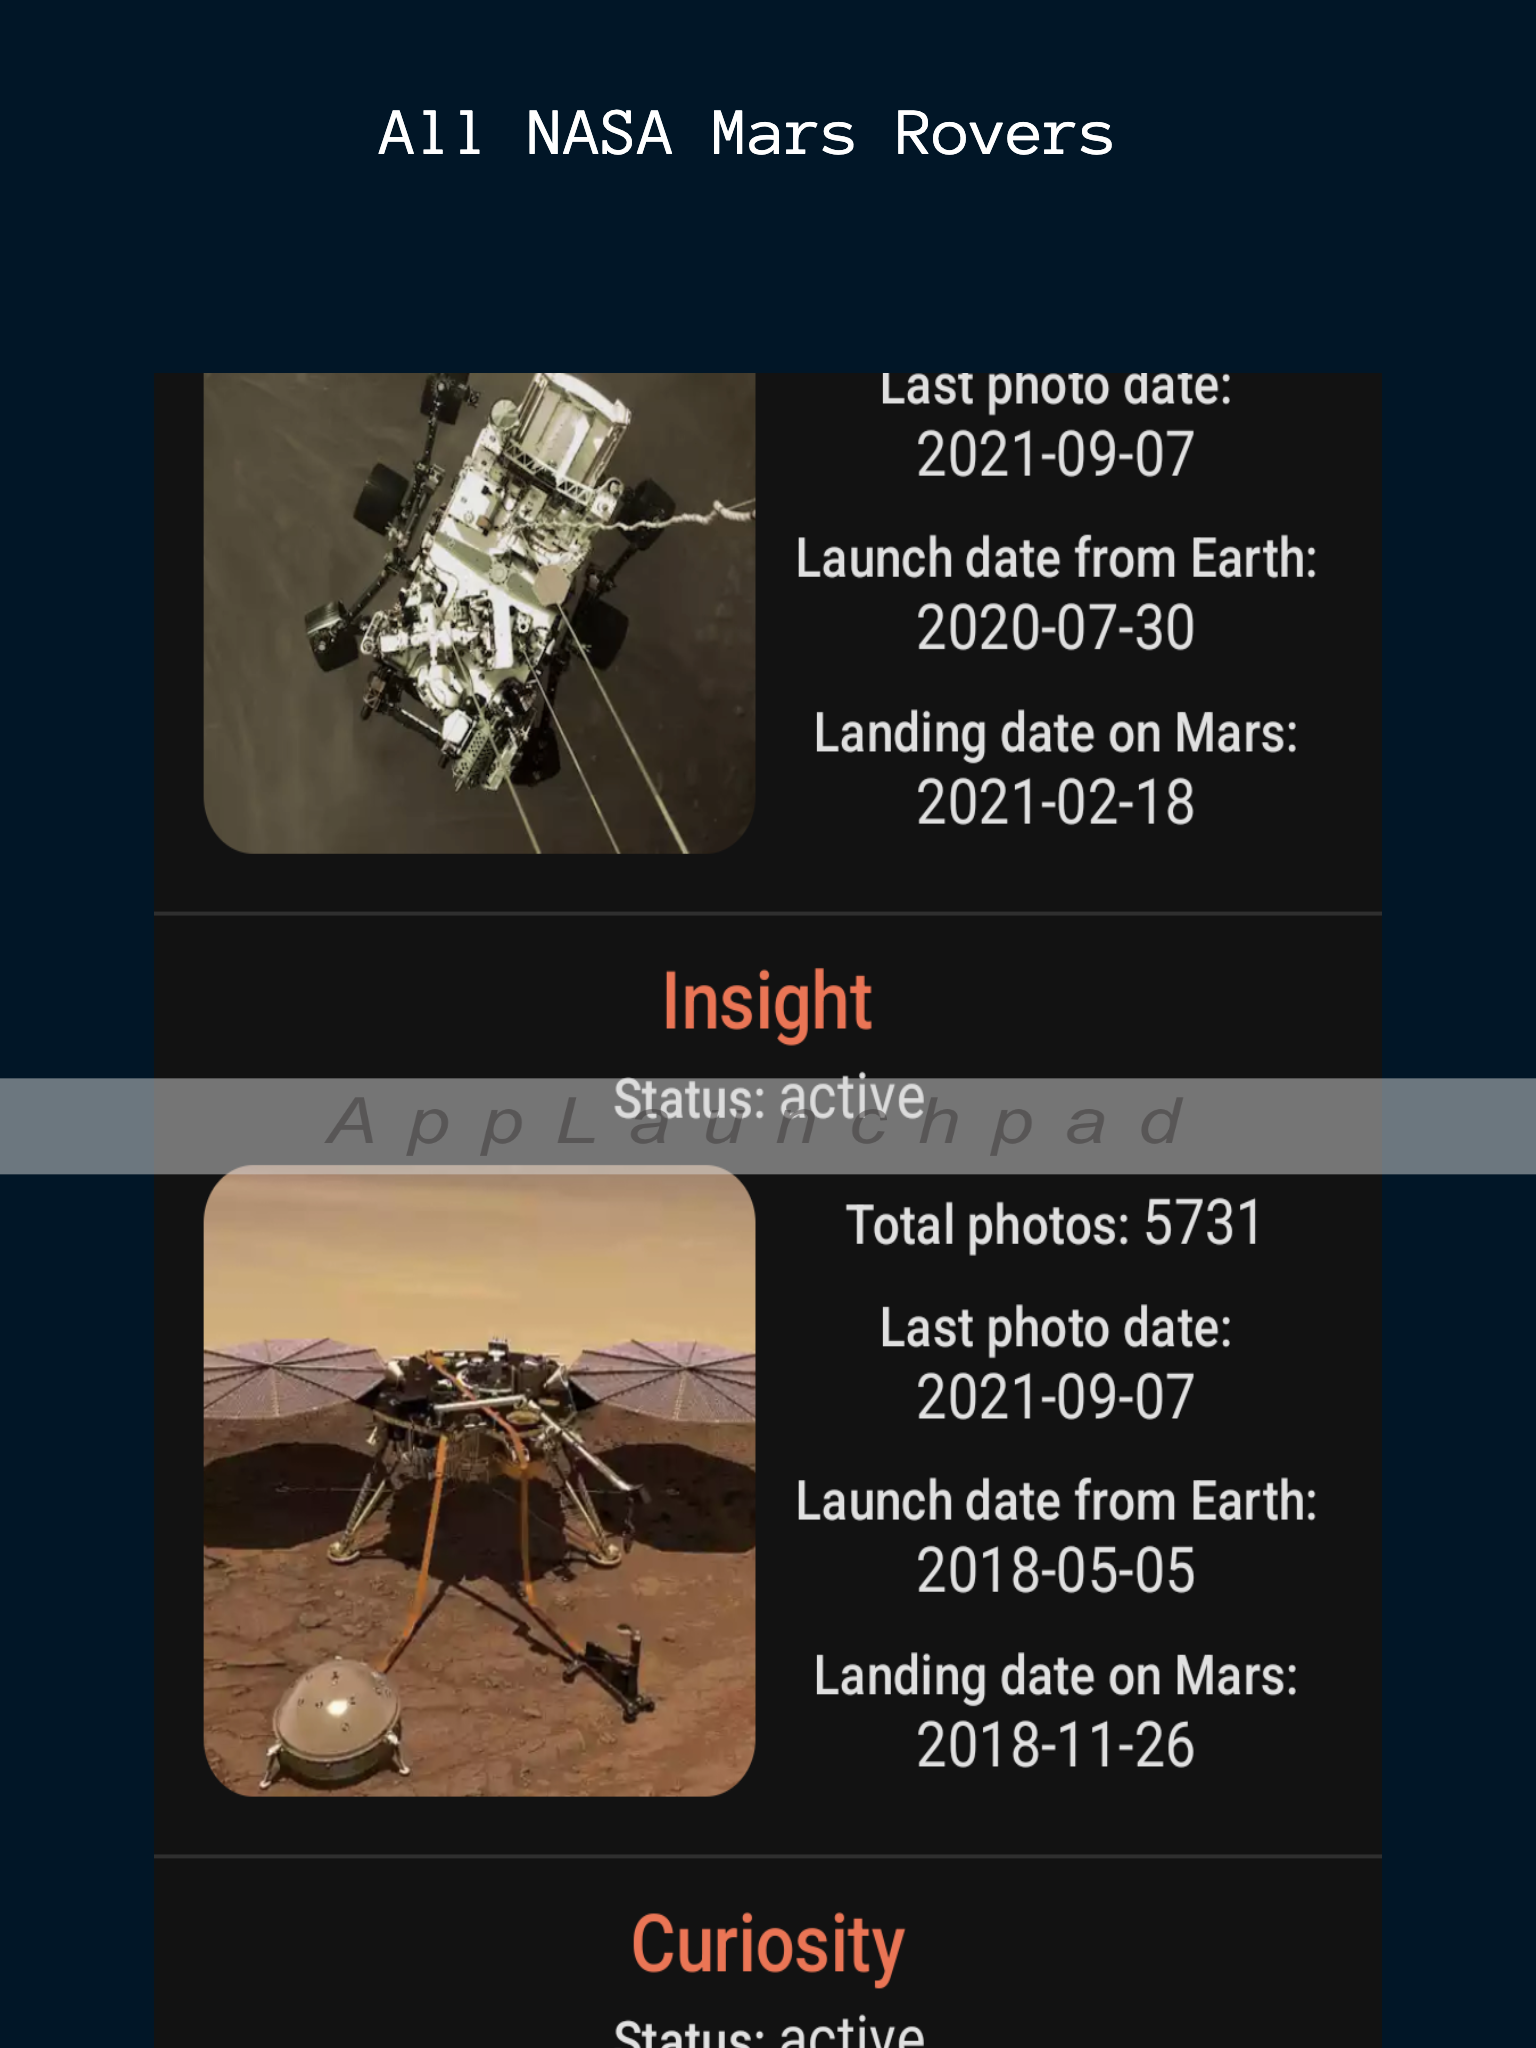 All NASA Mars Rovers
Last photo date:
2021-09-07
Launch date from Earth:
2020-07-30
Landing date on Mars:
2021-02-18
Insight
Status: active
AppLaunchpad
Total photos: 5731
Last photo date:
2021-09-07
Launch date from Earth:
2018-05-05
Landing date on Mars:
2018-11-26
Curiosity
Status: active